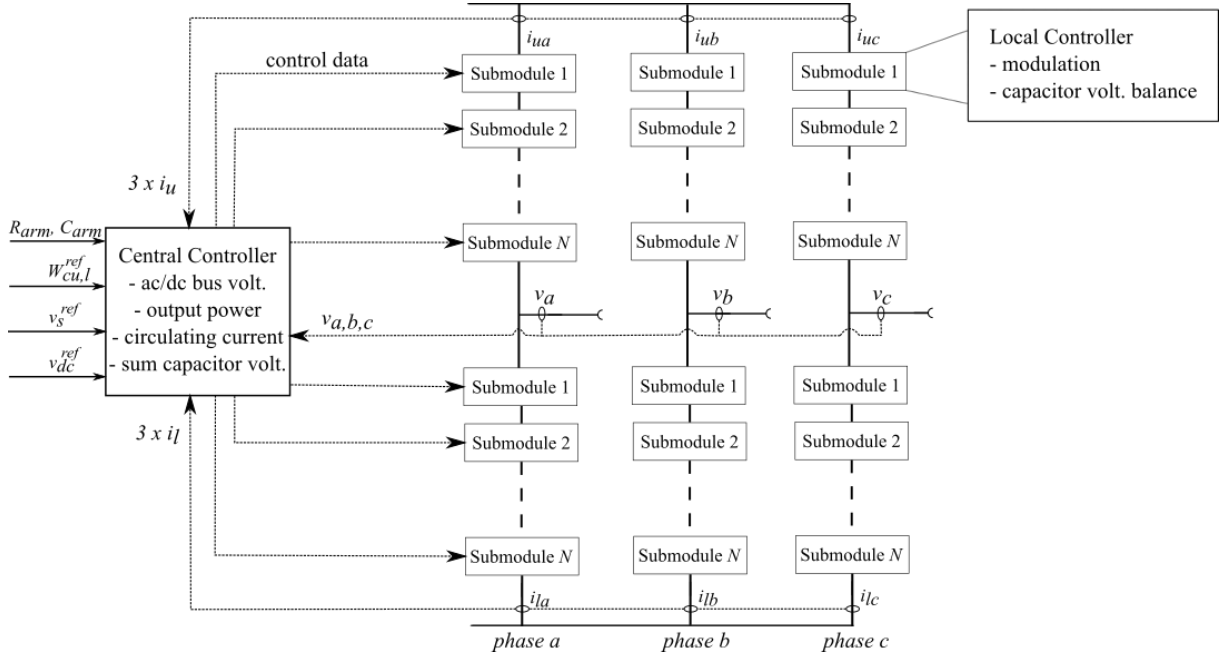 i_ua
i_ub
i_uc
Local Controller
- modulation
- capacitor volt. balance
control data
Submodule 1
Submodule 1
Submodule 1
Submodule 2
Submodule 2
Submodule 2
3 x i_u
R_arm, C_arm
W_cu,l^ref
v_s^ref
v_dc^ref
Central Controller
- ac/dc bus volt.
- output power
- circulating current
- sum capacitor volt.
Submodule N
Submodule N
Submodule N
v_a
v_b
v_c
v_a,b,c
Submodule 1
Submodule 1
Submodule 1
3 x i_l
Submodule 2
Submodule 2
Submodule 2
Submodule N
Submodule N
Submodule N
i_la
i_lb
i_lc
phase a
phase b
phase c